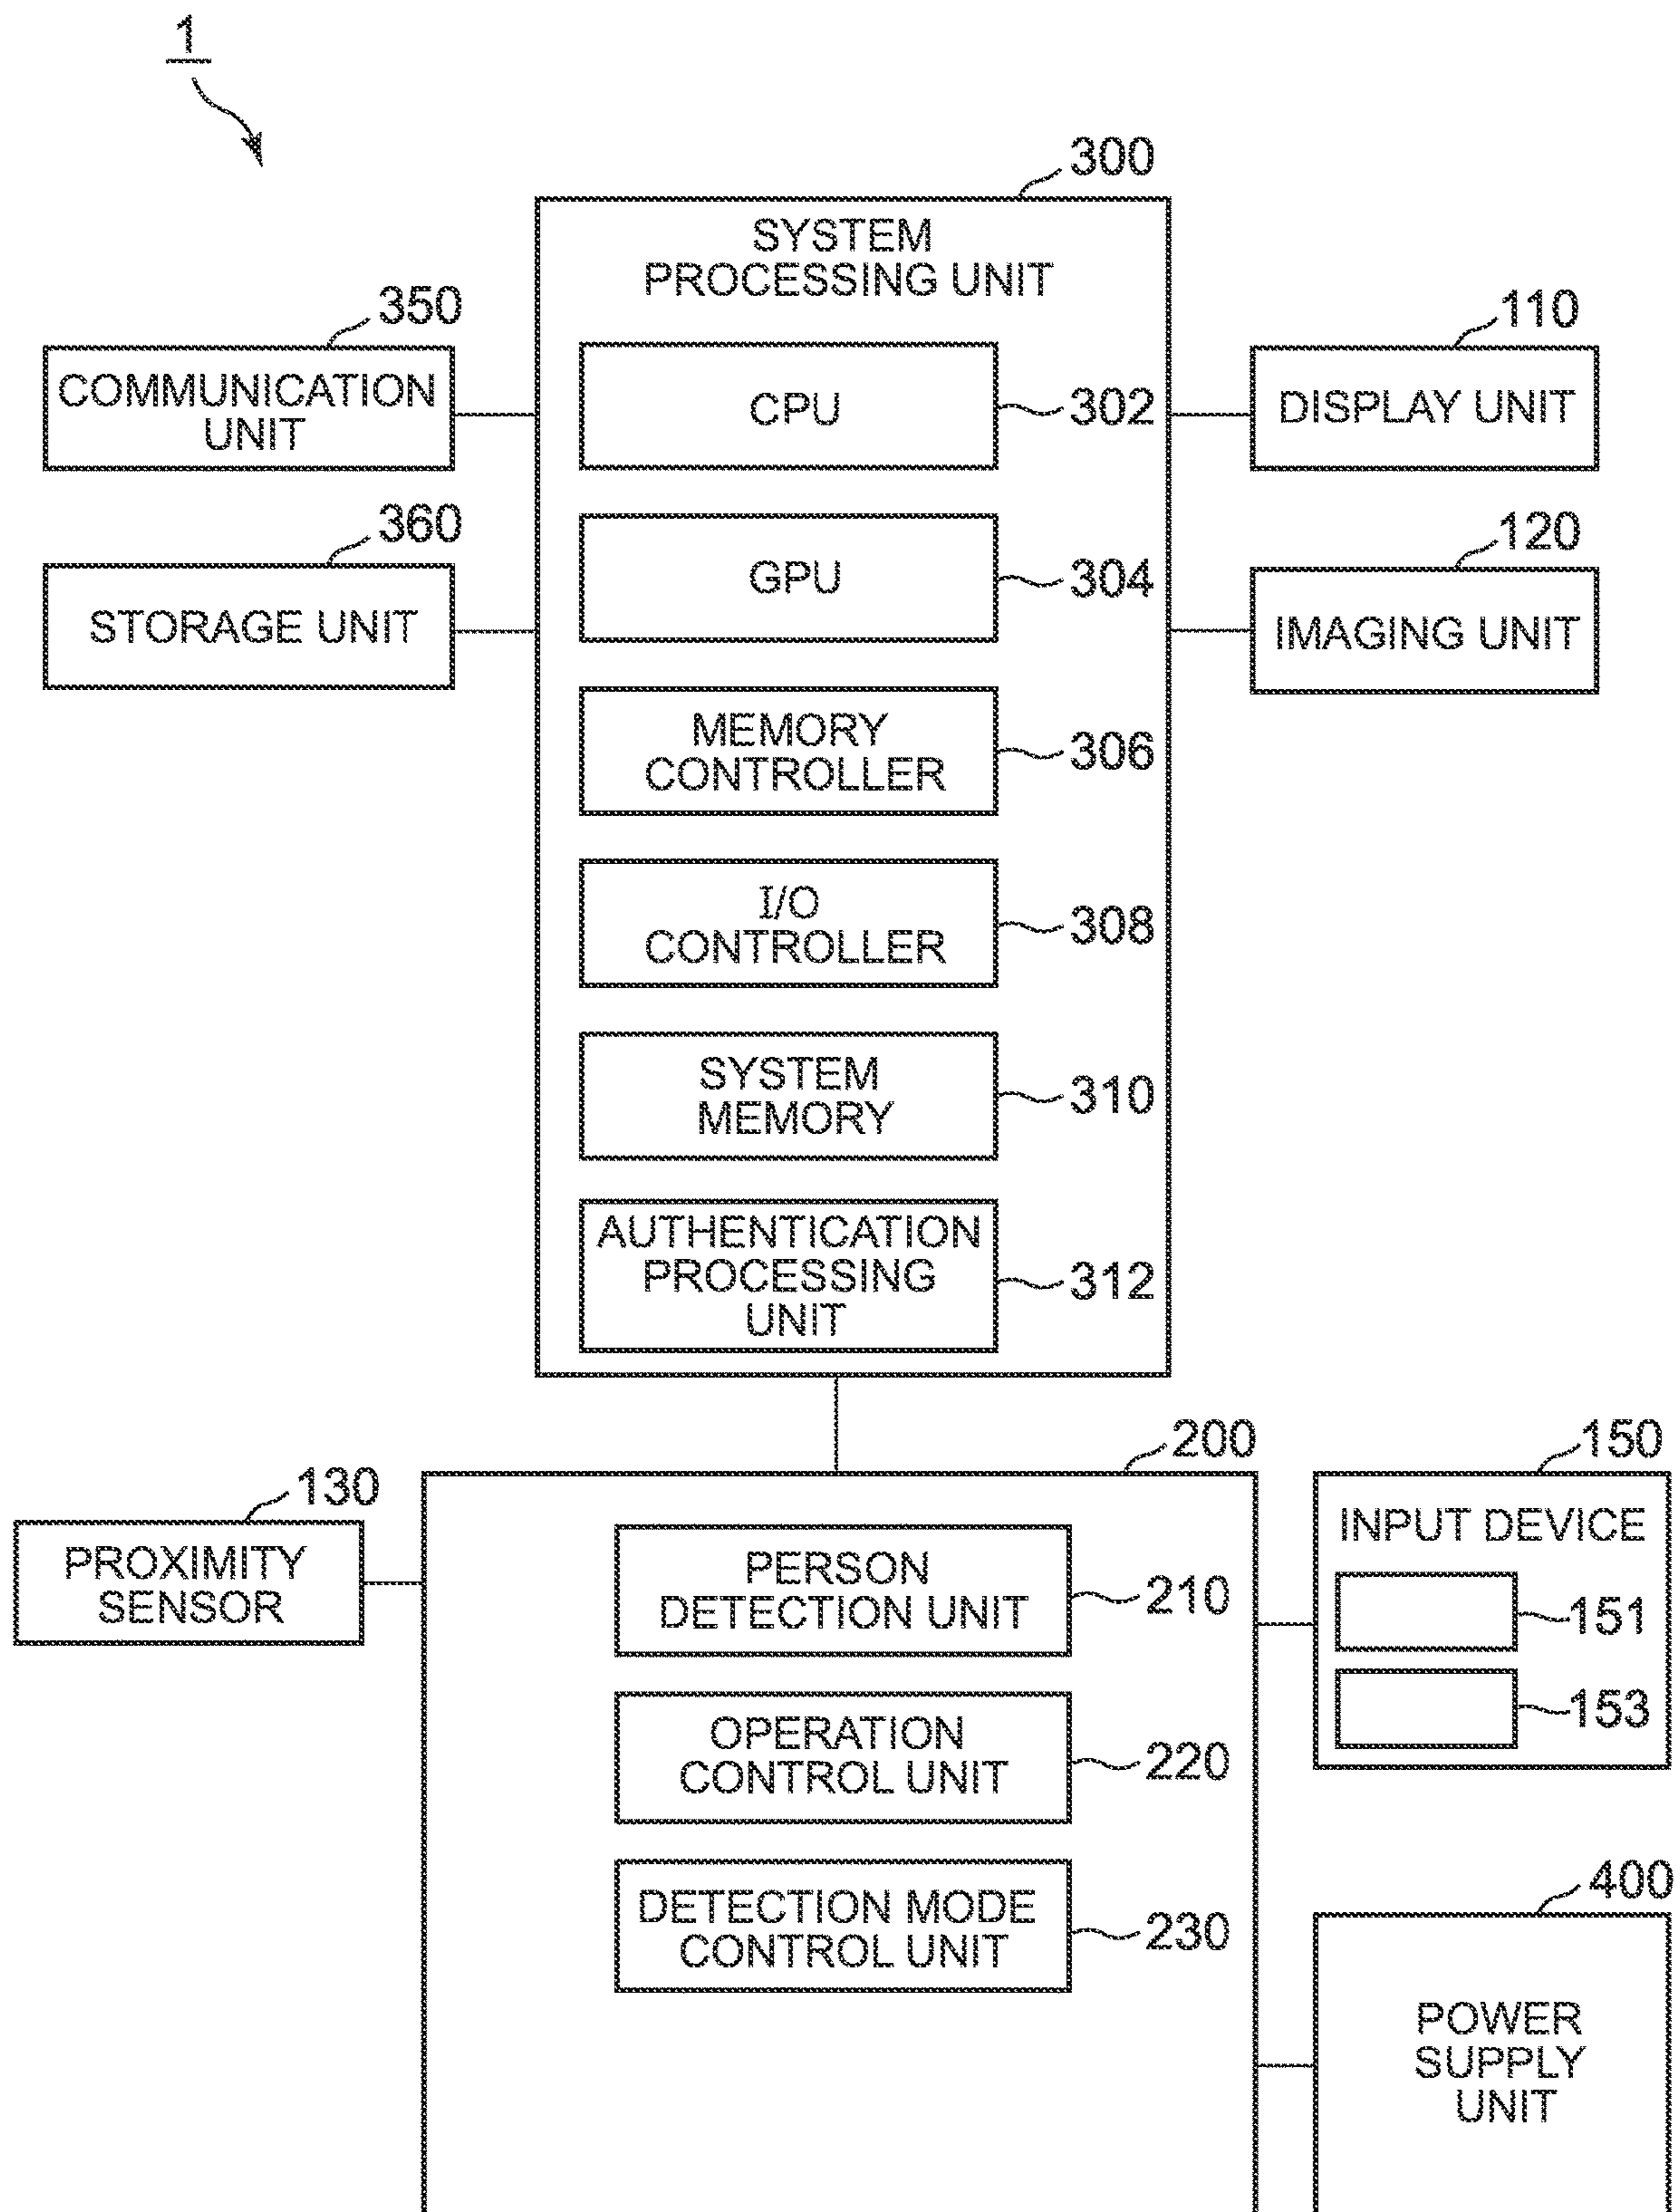 1
300
SYSTEM
PROCESSING UNIT
350
COMMUNICATION
UNIT
CPU
302
110
DISPLAY UNIT
360
STORAGE UNIT
GPU
304
120
IMAGING UNIT
MEMORY
CONTROLLER
306
I/O
CONTROLLER
308
SYSTEM
MEMORY
310
AUTHENTICATION
PROCESSING
UNIT
312
200
130
PROXIMITY
SENSOR
PERSON
DETECTION UNIT
210
OPERATION
CONTROL UNIT
220
DETECTION MODE
CONTROL UNIT
230
150
INPUT DEVICE
151
153
400
POWER
SUPPLY
UNIT